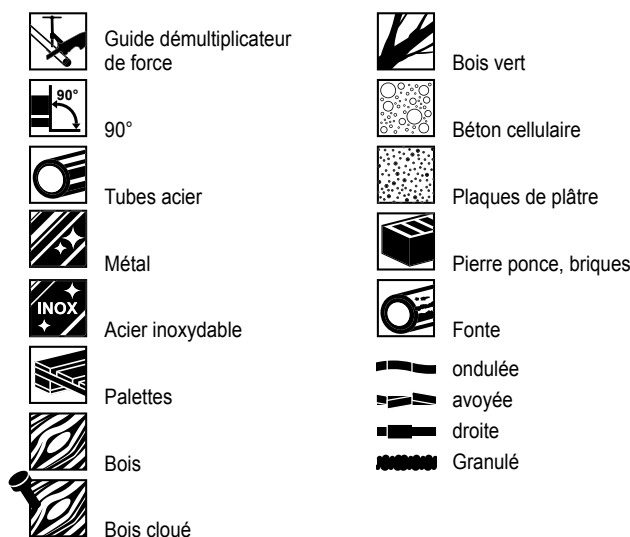 Guide démultiplicateur
de force
90°
90°
Tubes acier
Métal
INOX
Acier inoxydable
Palettes
Bois
Bois cloué
Bois vert
Béton cellulaire
Plaques de plâtre
Pierre ponce, briques
Fonte
ondulée
avoyée
droite
Granulé